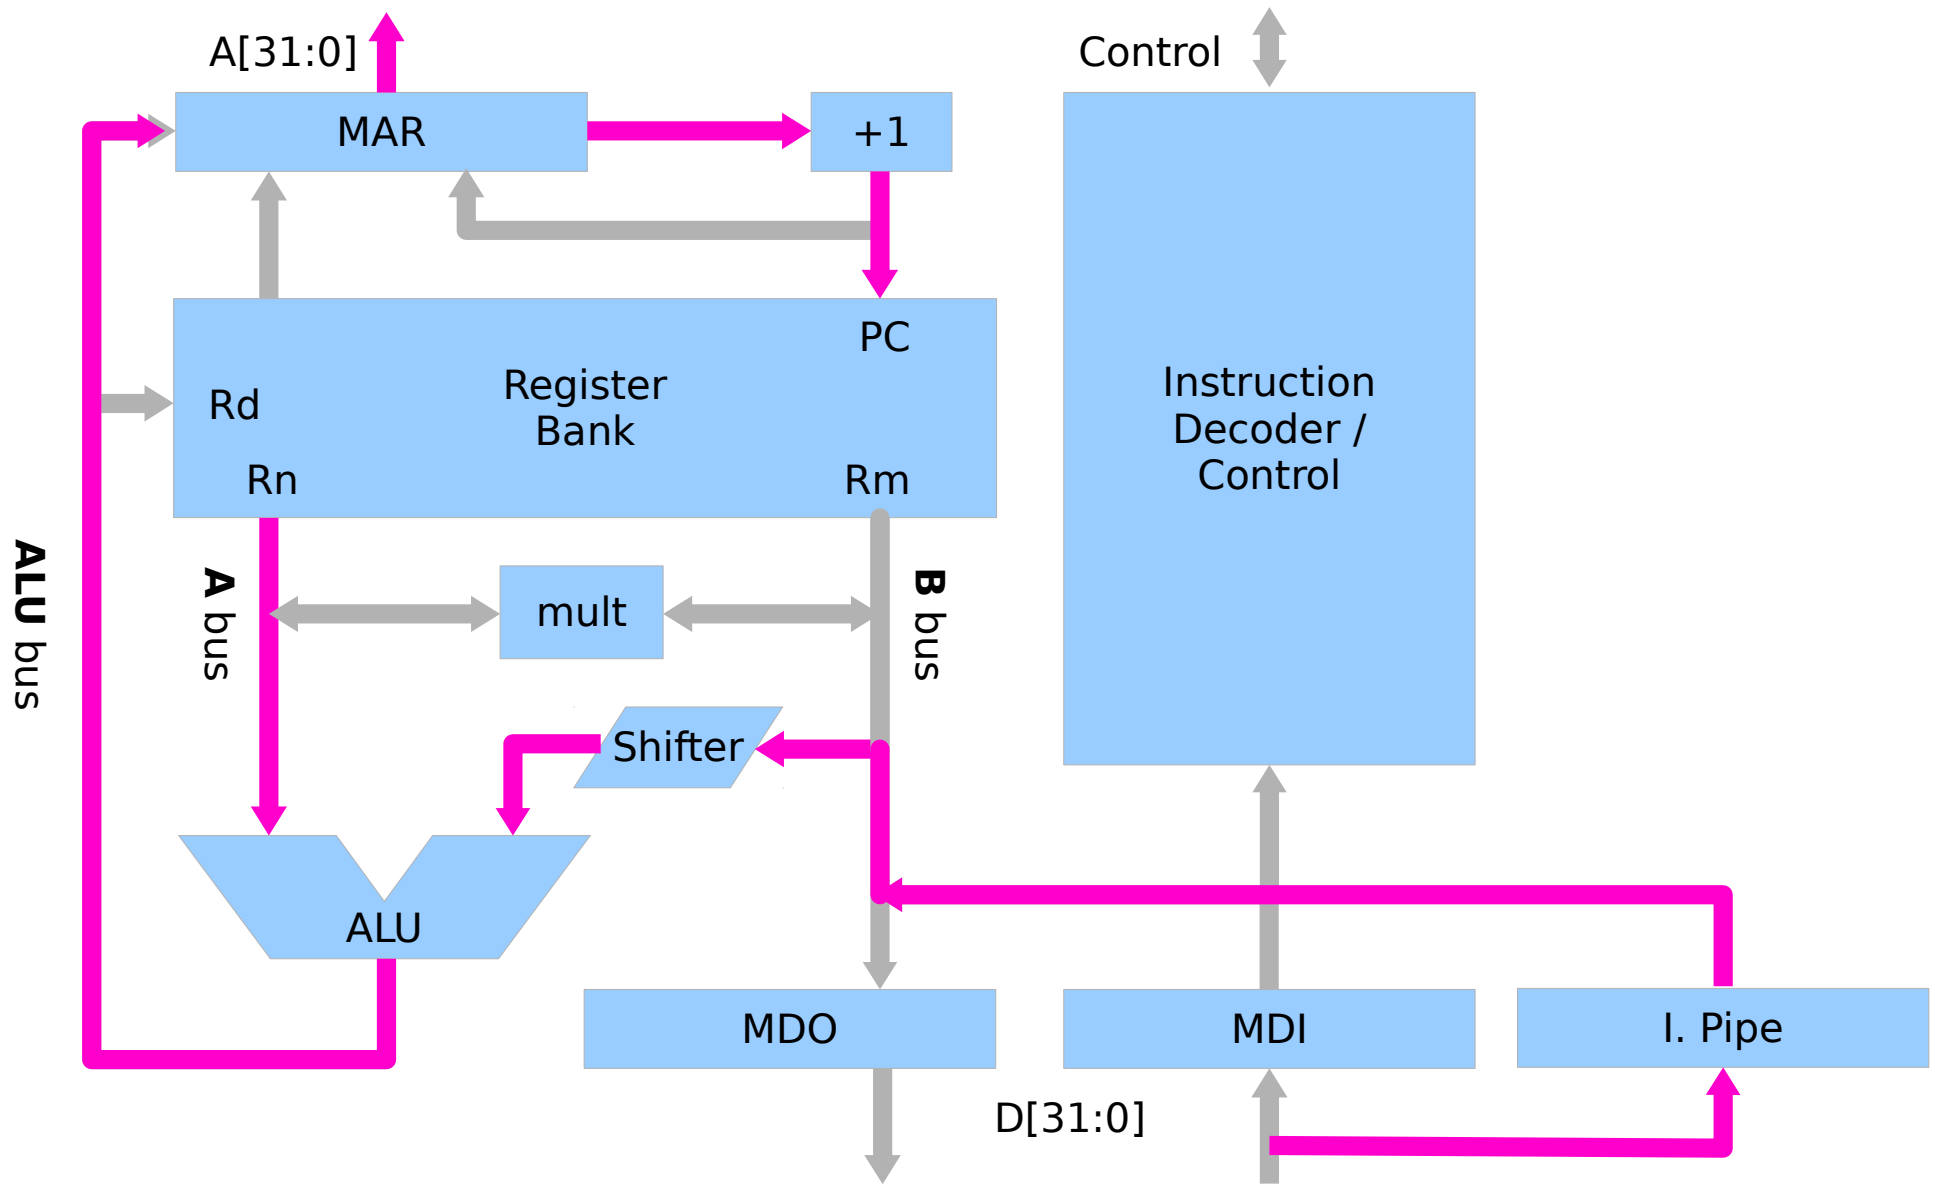 A[31:0]
Control
MAR
+1
PC
Register
Bank
Rd
Rn
Rm
Instruction
Decoder /
Control
ALU bus
A bus
mult
B bus
Shifter
ALU
MDO
MDI
I. Pipe
D[31:0]